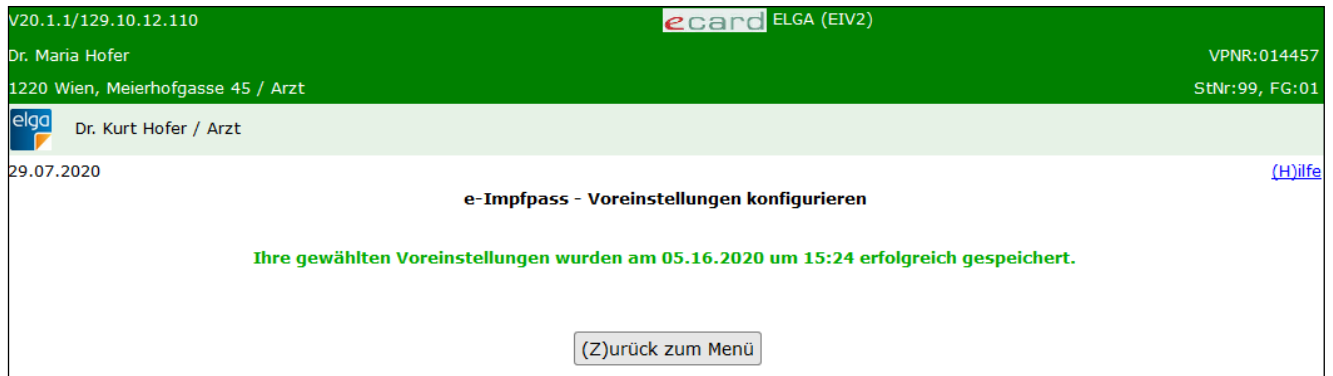 V20.1.1/129.10.12.110 ecard ELGA (EIV2)
Dr. Maria Hofer VPNR:014457
1220 Wien, Meierhofgasse 45 / Arzt StNr:99, FG:01
elga Dr. Kurt Hofer / Arzt
29.07.2020 (H)ilfe
e-Impfpass - Voreinstellungen konfigurieren
Ihre gewählten Voreinstellungen wurden am 05.16.2020 um 15:24 erfolgreich gespeichert.
(Z)urück zum Menü